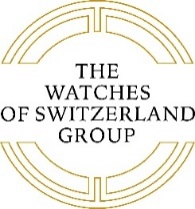 THE
WATCHES
OF SWITZERLAND
GROUP